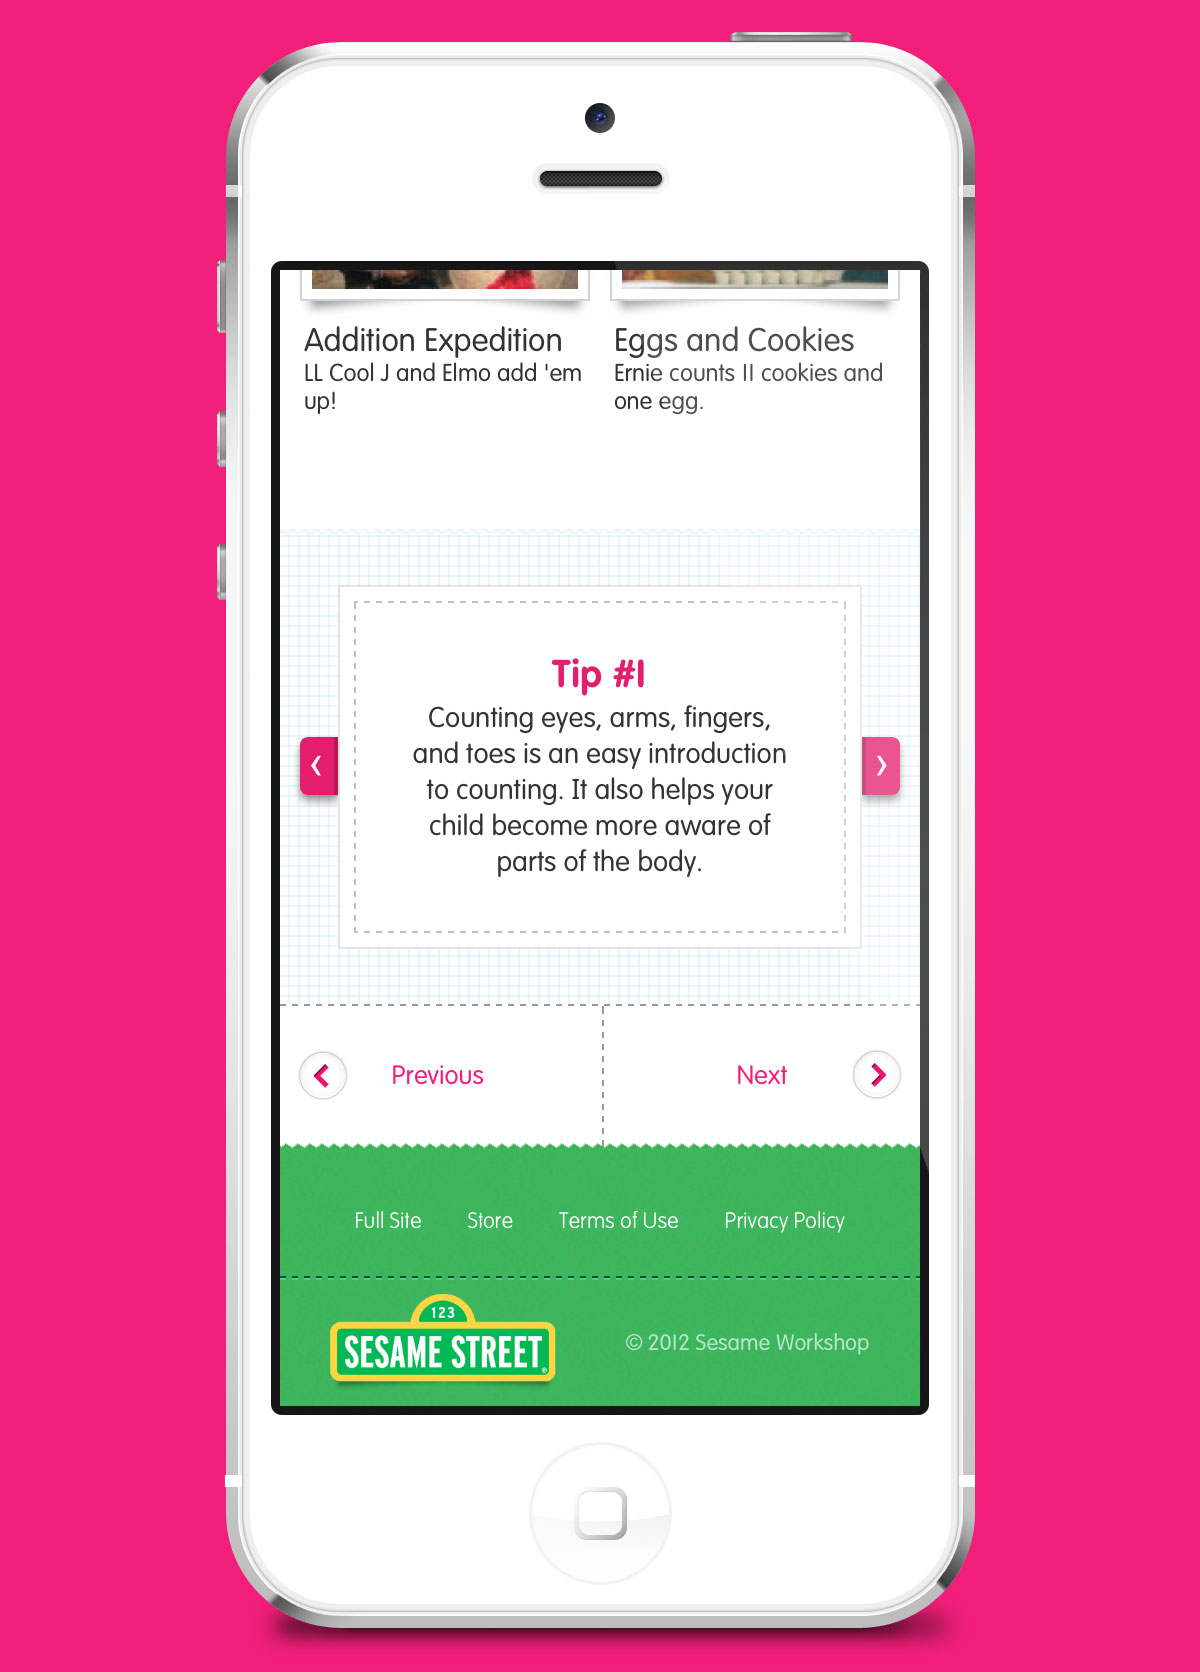 Addition Expedition
LL Cool J and Elmo add 'em
up!
Eggs and Cookies
Ernie counts 11 cookies and
one egg.
Tip #1
Counting eyes, arms, fingers,
and toes is an easy introduction
to counting. It also helps your
child become more aware of
parts of the body.
Previous
Next
Full Site Store Terms of Use Privacy Policy
123
SESAME STREET®
© 2012 Sesame Workshop